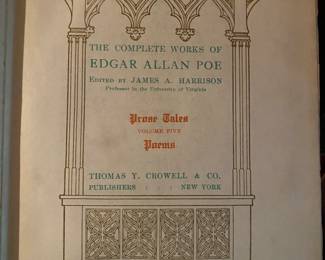 THE COMPLETE WORKS OF
EDGAR ALLAN POE
EDITED BY JAMES A. HARRISON
Professor in the University of Virginia
Prose Tales
VOLUME FIVE
Poems
THOMAS Y. CROWELL & CO.
PUBLISHERS : : NEW YORK